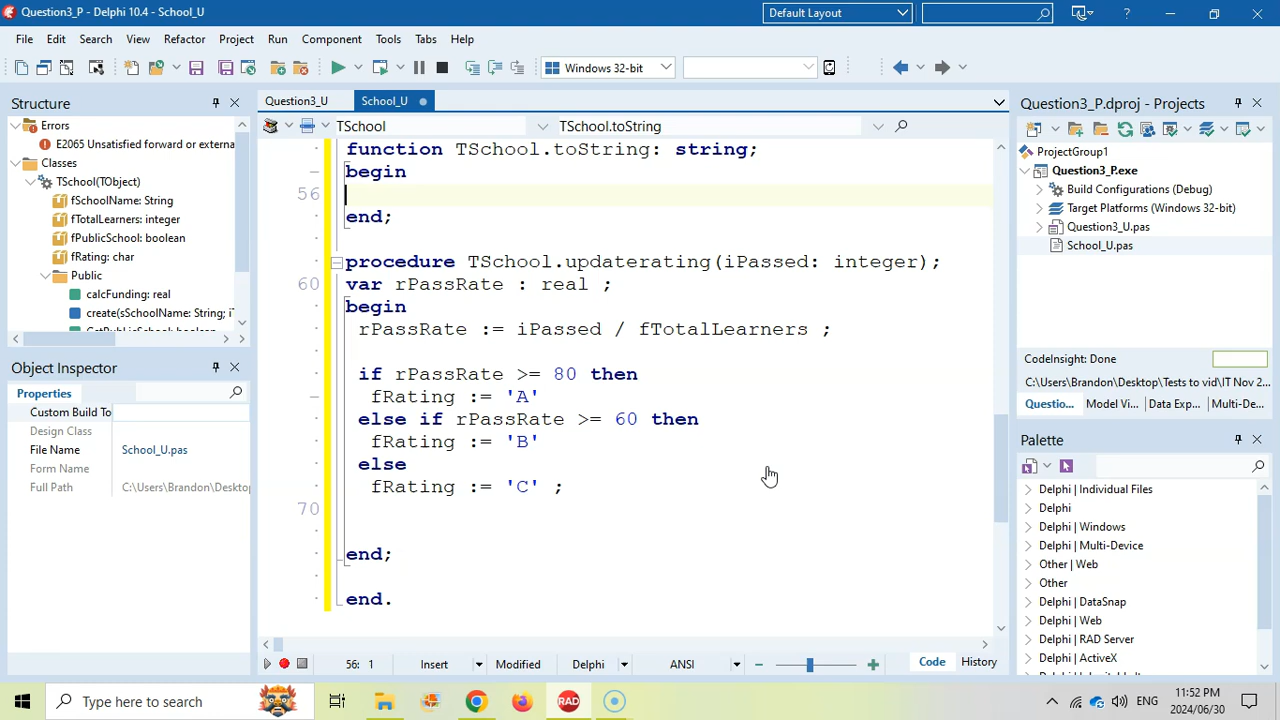 Question3_P - Delphi 10.4 - School_U
Default Layout
?
File Edit Search View Refactor Project Run Component Tools Tabs Help
Windows 32-bit
Structure
Errors
E2065 Unsatisfied forward or externa
Classes
TSchool(TObject)
fSchoolName: String
fTotalLearners: integer
fPublicSchool: boolean
fRating: char
Public
calcFunding: real
create(sSchoolName: String; i
Object Inspector
Properties
Custom Build To
Design Class
File Name School_U.pas
Form Name
Full Path C:\Users\Brandon\Desktop
Question3_U School_U
TSchool TSchool.toString
function TSchool.toString: string;
begin
56
end;
procedure TSchool.updaterating(iPassed: integer);
60 var rPassRate : real ;
begin
rPassRate := iPassed / fTotalLearners ;
if rPassRate >= 80 then
fRating := 'A'
else if rPassRate >= 60 then
fRating := 'B'
else
fRating := 'C' ;
70
end;
end.
56: 1 Insert Modified Delphi ANSI Code History
Question3_P.dproj - Projects
ProjectGroup1
Question3_P.exe
Build Configurations (Debug)
Target Platforms (Windows 32-bit)
Question3_U.pas
School_U.pas
CodeInsight: Done
C:\Users\Brandon\Desktop\Tests to vid\IT Nov 2...
Questio... Model Vi... Data Exp... Multi-De...
Palette
Delphi | Individual Files
Delphi
Delphi | Windows
Delphi | Multi-Device
Other | Web
Other
Delphi | DataSnap
Delphi | Web
RAD Server
Delphi | ActiveX
Type here to search
RAD
ENG
11:52 PM
2024/06/30